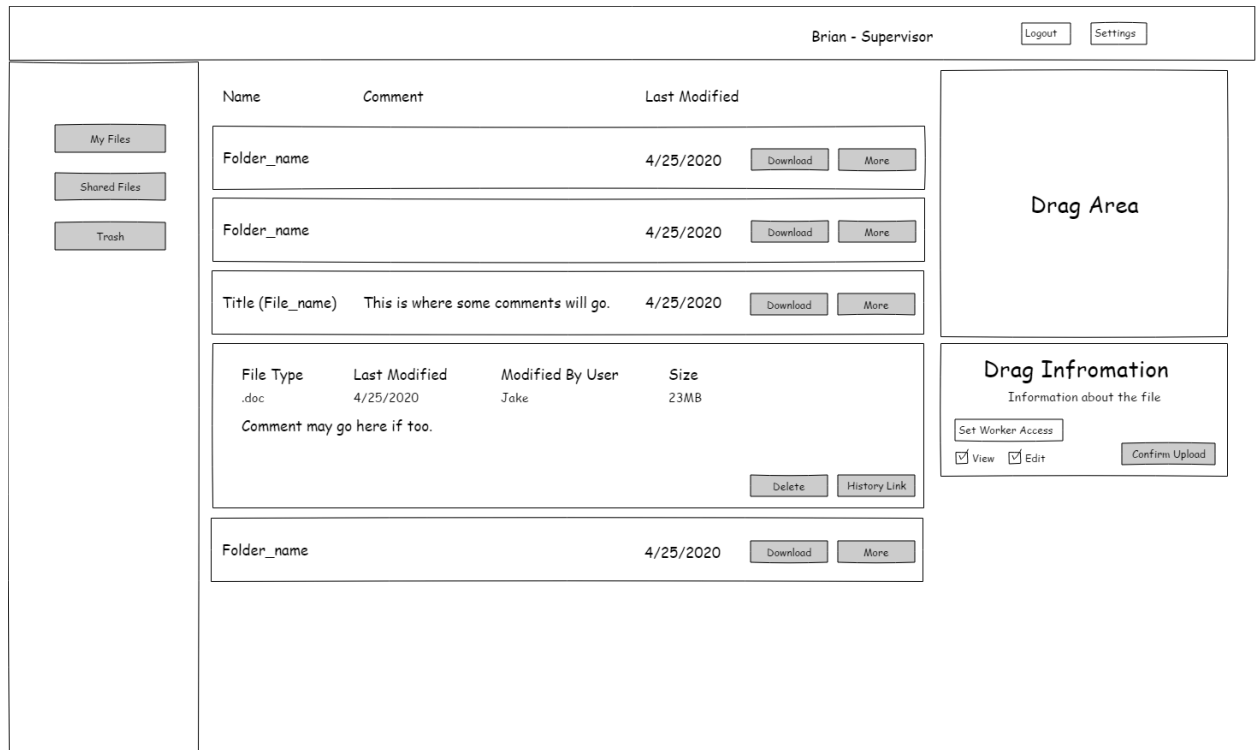 Brian - Supervisor
Logout
Settings
My Files
Shared Files
Trash
Name Comment Last Modified
Folder_name 4/25/2020 Download More
Folder_name 4/25/2020 Download More
Title (File_name) This is where some comments will go. 4/25/2020 Download More
File Type Last Modified Modified By User Size
.doc 4/25/2020 Jake 23MB
Comment may go here if too.
Delete History Link
Folder_name 4/25/2020 Download More
Drag Area
Drag Infromation
Information about the file
Set Worker Access
View Edit
Confirm Upload